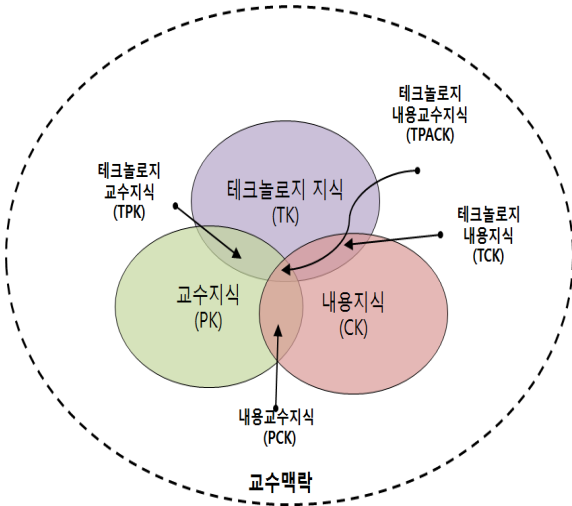 테크놀로지
내용교수지식
(TPACK)
테크놀로지
교수지식
(TPK)
테크놀로지 지식
(TK)
테크놀로지
내용지식
(TCK)
교수지식
(PK)
내용지식
(CK)
내용교수지식
(PCK)
교수맥락